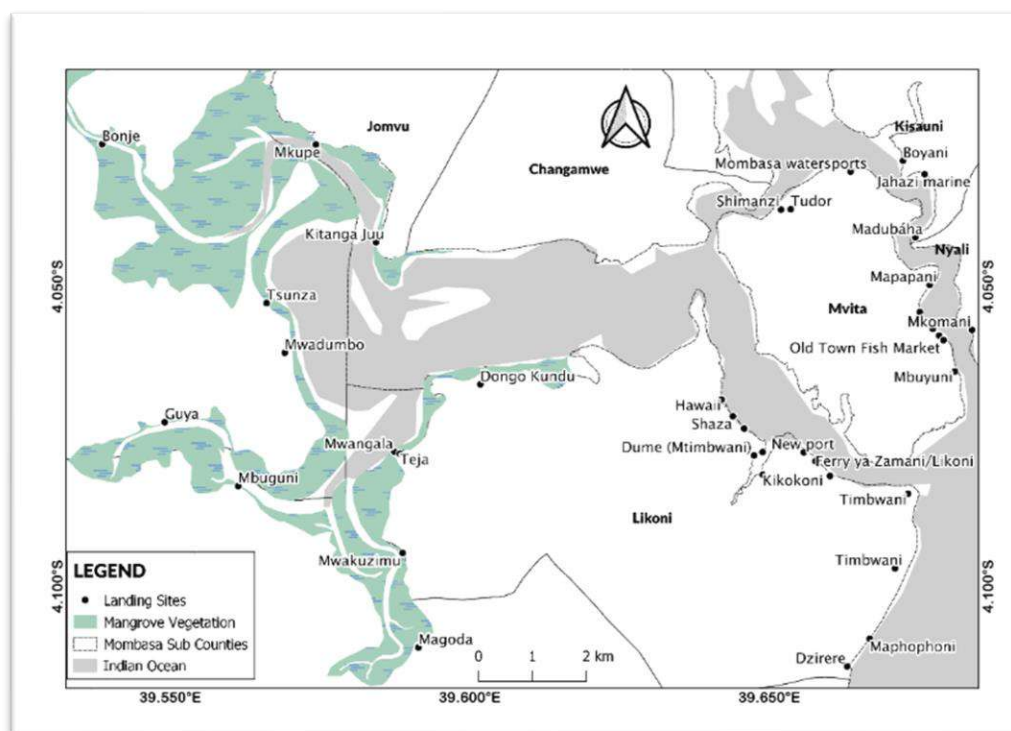 Bonje
Jomvu
Kisauni
Mkupe
Boyani
Changamwe
Mombasa watersports
Jahazi marine
Shimanzi
Tudor
Kitanga Juu
Madubaha
Nyali
Mapapani
4.050°S
4.050°S
Tsunza
Mvita
Mkomani
Old Town Fish Market
Mwadumbo
Mbuyuni
Dongo Kundu
Hawaii
Guya
Shaza
Mwangala
Dume (Mtimbwani)
New port
Teja
Ferry ya Zamani/Likoni
Mbuguni
Kikokoni
Timbwani
Likoni
Mwakuzimu
Timbwani
4.100°S
4.100°S
LEGEND
Landing Sites
Mangrove Vegetation
Mombasa Sub Counties
Indian Ocean
Magoda
Maphophoni
0 1 2 km
Dzirere
39.550°E
39.600°E
39.650°E